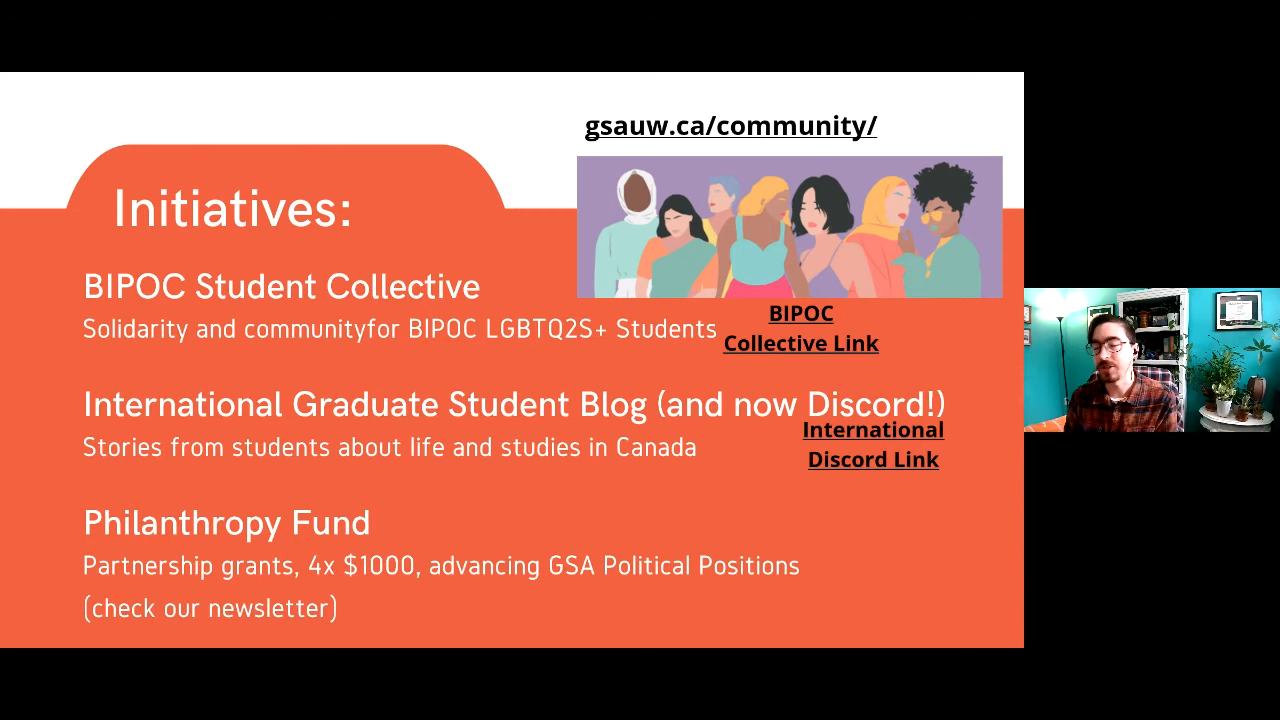 gsauw.ca/community/
Initiatives:
BIPOC Student Collective
Solidarity and communityfor BIPOC LGBTQ2S+ Students
BIPOC
Collective Link
International Graduate Student Blog (and now Discord!)
Stories from students about life and studies in Canada
International
Discord Link
Philanthropy Fund
Partnership grants, 4x $1000, advancing GSA Political Positions
(check our newsletter)